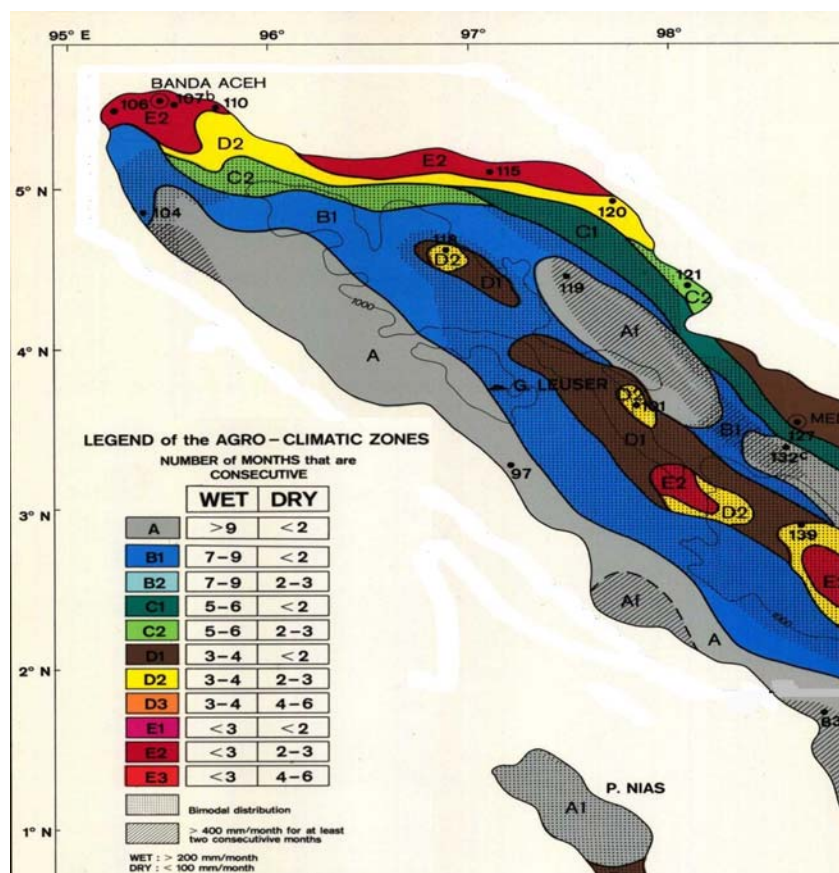 95° E 96° 97° 98°
BANDA ACEH
106 107b 110
E2
D2
E2
115
5° N
C2
120
104
B1
C1
118
121
D2
D1
119
C2
1000
4° N
A
Af
G. LEUSER
D2
101
MED
127
D1
B1
132c
LEGEND of the AGRO – CLIMATIC ZONES
NUMBER of MONTHS that are
CONSECUTIVE
97
E2
WET DRY
3° N
D2
139
A >9 <2
B1 7–9 <2
E
B2 7–9 2–3
C1 5–6 <2
Af
1000
C2 5–6 2–3
A
D1 3–4 <2
2° N
D2 3–4 2–3
D3 3–4 4–6
83
E1 <3 <2
E2 <3 2–3
P. NIAS
E3 <3 4–6
A1
Bimodal distribution
1° N
> 400 mm/month for at least
two consecutivive months
WET : > 200 mm/month
DRY : < 100 mm/month